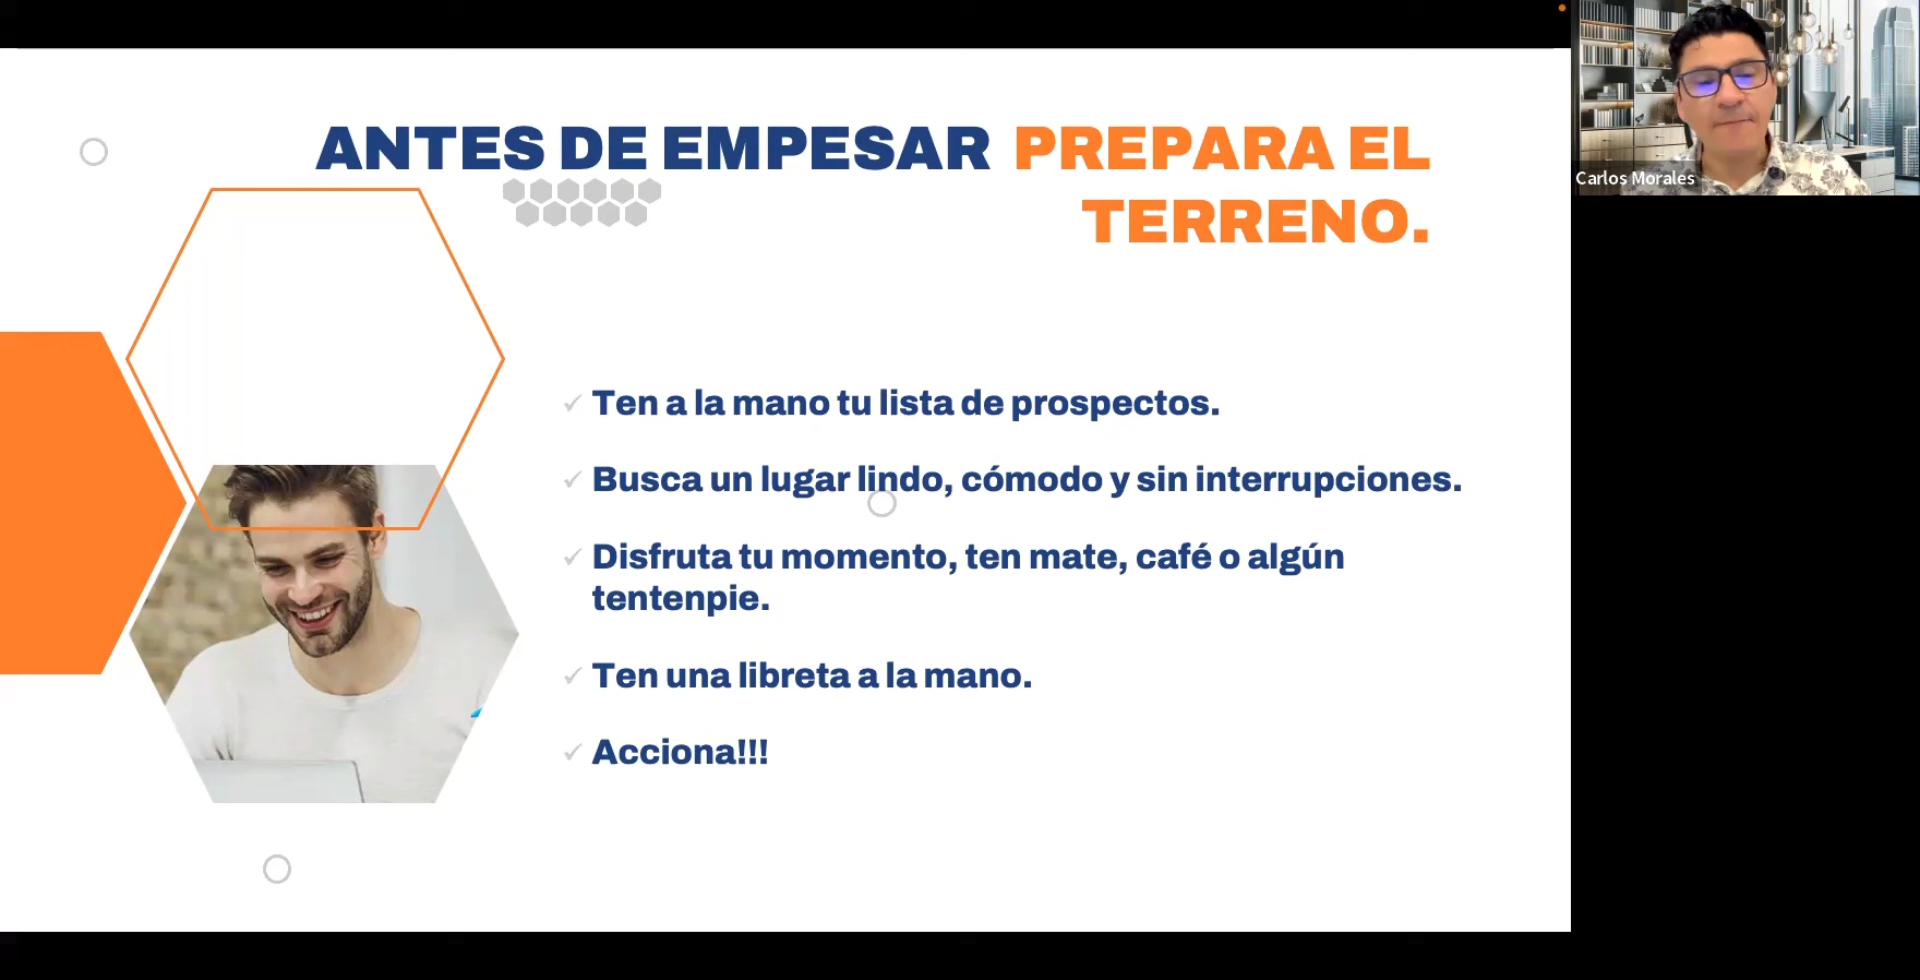 ANTES DE EMPESAR PREPARA EL
TERRENO.
Ten a la mano tu lista de prospectos.
Busca un lugar lindo, cómodo y sin interrupciones.
Disfruta tu momento, ten mate, café o algún
tentenpie.
Ten una libreta a la mano.
Acciona!!!
Carlos Morales